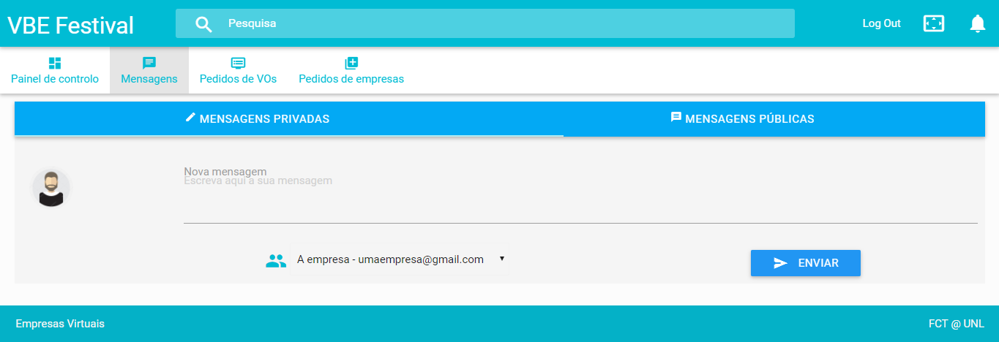 VBE Festival
Pesquisa
Log Out
Painel de controlo
Mensagens
Pedidos de VOs
Pedidos de empresas
MENSAGENS PRIVADAS
MENSAGENS PÚBLICAS
Nova mensagem
Escreva aqui a sua mensagem
A empresa - umaempresa@gmail.com
ENVIAR
Empresas Virtuais
FCT @ UNL